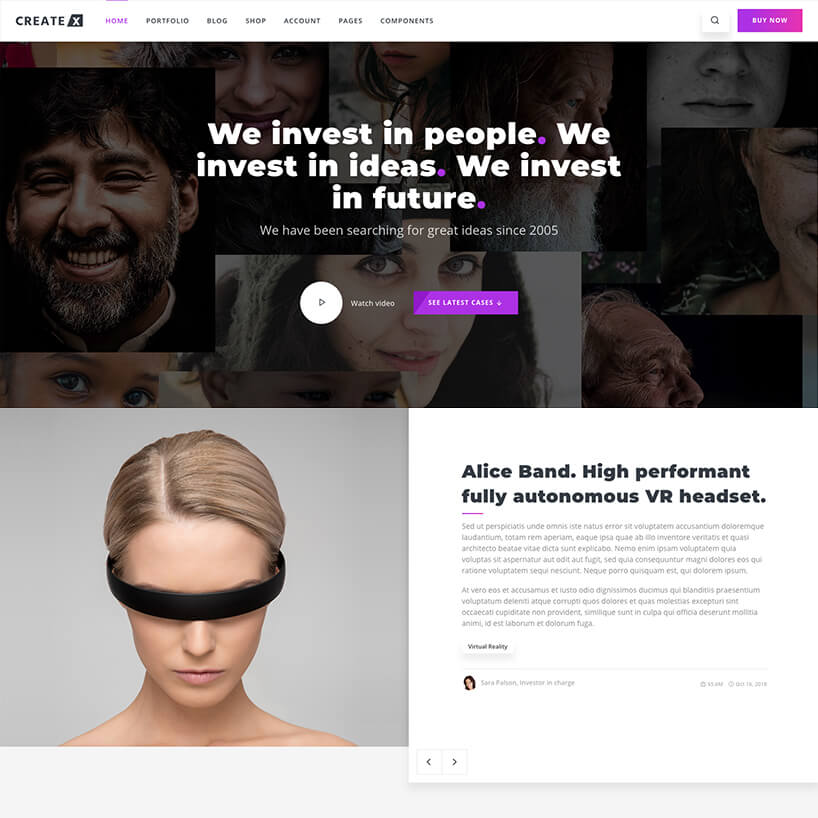 CREATE X
HOME PORTFOLIO BLOG SHOP ACCOUNT PAGES COMPONENTS
BUY NOW
We invest in people. We
invest in ideas. We invest
in future.
We have been searching for great ideas since 2005
Watch video
SEE LATEST CASES ↓
Alice Band. High performant
fully autonomous VR headset.
Sed ut perspiciatis unde omnis iste natus error sit voluptatem accusantium doloremque
laudantium, totam rem aperiam, eaque ipsa quae ab illo inventore veritatis et quasi
architecto beatae vitae dicta sunt explicabo. Nemo enim ipsam voluptatem quia
voluptas sit aspernatur aut odit aut fugit, sed quia consequuntur magni dolores eos qui
ratione voluptatem sequi nesciunt. Neque porro quisquam est, qui dolorem ipsum.
At vero eos et accusamus et iusto odio dignissimos ducimus qui blanditiis praesentium
voluptatum deleniti atque corrupti quos dolores et quas molestias excepturi sint
occaecati cupiditate non provident, similique sunt in culpa qui officia deserunt mollitia
animi, id est laborum et dolorum fuga.
Virtual Reality
Sara Palson, Investor in charge
$5.6M Oct 16, 2018